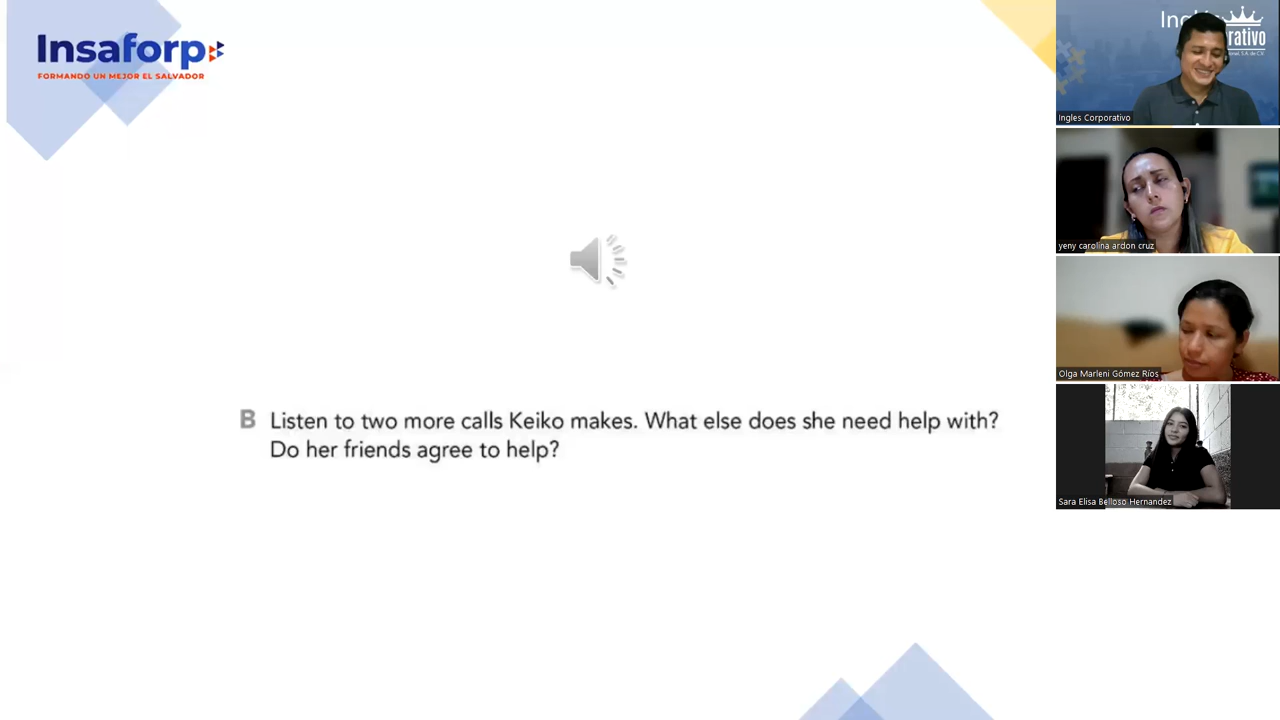 Insaforp
FORMANDO UN MEJOR EL SALVADOR
B Listen to two more calls Keiko makes. What else does she need help with?
Do her friends agree to help?
Ingles Corporativo
yeny carolina ardon cruz
Olga Marleni Gómez Ríos
Sara Elisa Belloso Hernandez